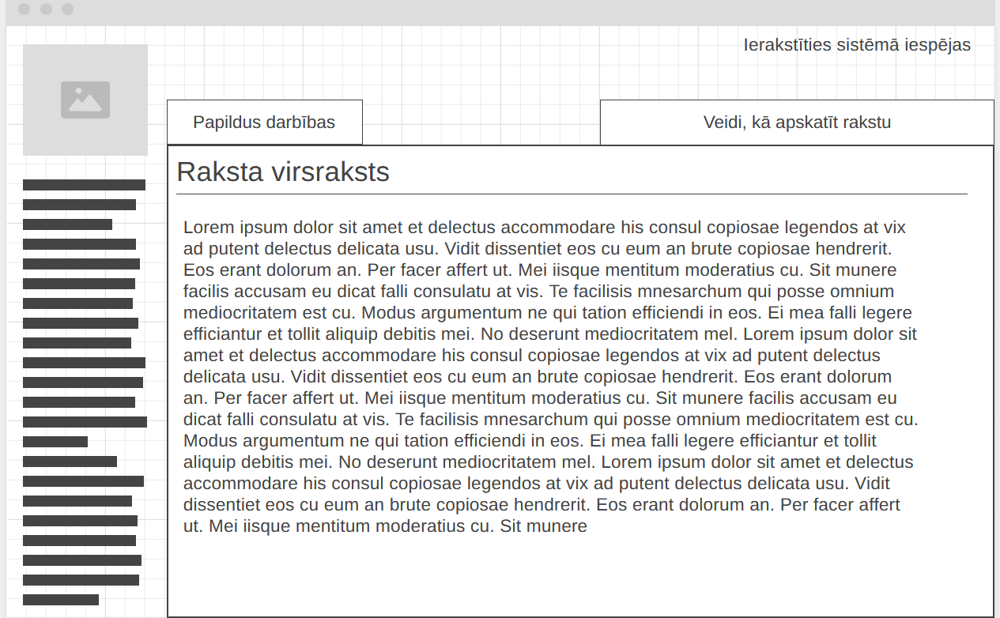 Ierakstīties sistēmā iespējas
Papildus darbības
Veidi, kā apskatīt rakstu
Raksta virsraksts
Lorem ipsum dolor sit amet et delectus accommodare his consul copiosae legendos at vix
ad putent delectus delicata usu. Vidit dissentiet eos cu eum an brute copiosae hendrerit.
Eos erant dolorum an. Per facer affert ut. Mei iisque mentitum moderatius cu. Sit munere
facilis accusam eu dicat falli consulatu at vis. Te facilisis mnesarchum qui posse omnium
mediocritatem est cu. Modus argumentum ne qui tation efficiendi in eos. Ei mea falli legere
efficiantur et tollit aliquip debitis mei. No deserunt mediocritatem mel. Lorem ipsum dolor sit
amet et delectus accommodare his consul copiosae legendos at vix ad putent delectus
delicata usu. Vidit dissentiet eos cu eum an brute copiosae hendrerit. Eos erant dolorum
an. Per facer affert ut. Mei iisque mentitum moderatius cu. Sit munere facilis accusam eu
dicat falli consulatu at vis. Te facilisis mnesarchum qui posse omnium mediocritatem est cu.
Modus argumentum ne qui tation efficiendi in eos. Ei mea falli legere efficiantur et tollit
aliquip debitis mei. No deserunt mediocritatem mel. Lorem ipsum dolor sit amet et delectus
accommodare his consul copiosae legendos at vix ad putent delectus delicata usu. Vidit
dissentiet eos cu eum an brute copiosae hendrerit. Eos erant dolorum an. Per facer affert
ut. Mei iisque mentitum moderatius cu. Sit munere